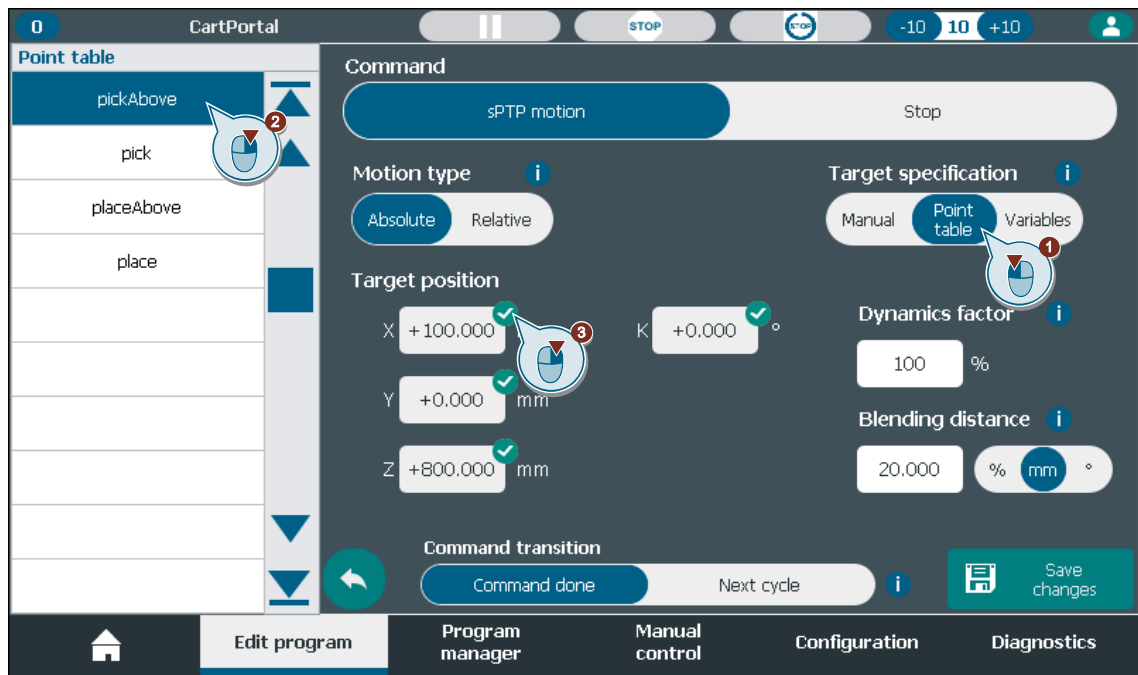 0
CartPortal
STOP
STOP
-10
10
+10
Point table
pickAbove
pick
placeAbove
place
2
Command
sPTP motion
Stop
Motion type
i
Absolute
Relative
Target specification
i
Manual
Point
table
Variables
1
Target position
X
+100.000
3
K
+0.000
°
Y
+0.000
mm
Z
+800.000
mm
Dynamics factor
i
100
%
Blending distance
i
20.000
%
mm
°
Command transition
Command done
Next cycle
i
Save
changes
Edit program
Program
manager
Manual
control
Configuration
Diagnostics